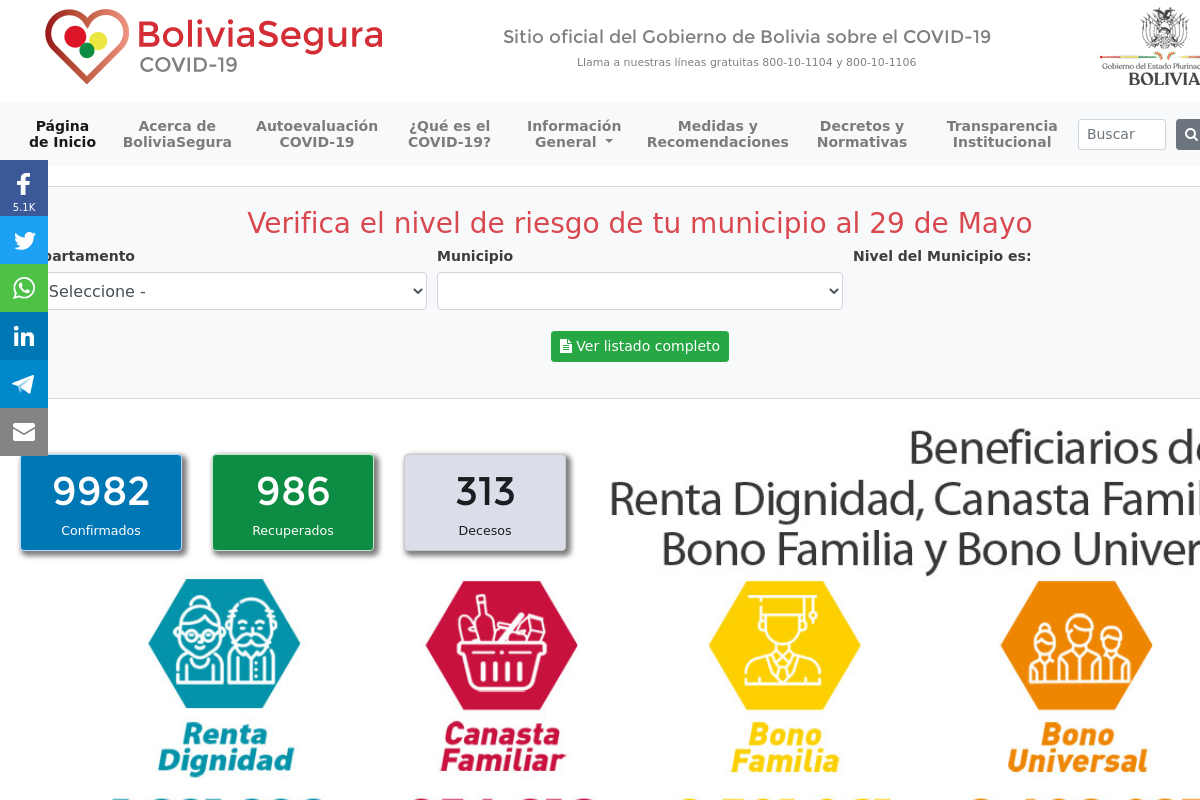 BoliviaSegura
COVID-19
Sitio oficial del Gobierno de Bolivia sobre el COVID-19
Llama a nuestras líneas gratuitas 800-10-1104 y 800-10-1106
Gobierno del Estado
BOLIVIA
Página
de Inicio
Acerca de
BoliviaSegura
Autoevaluación
COVID-19
¿Qué es el
COVID-19?
Información
General
Medidas y
Recomendaciones
Decretos y
Normativas
Transparencia
Institucional
Buscar
5.1K
Verifica el nivel de riesgo de tu municipio al 29 de Mayo
partamento
Municipio
Nivel del Municipio es:
Seleccione -
Ver listado completo
9982
Confirmados
986
Recuperados
313
Decesos
Beneficiarios
Renta Dignidad, Canasta
Bono Familia y Bono
Renta
Dignidad
Canasta
Familiar
Bono
Familia
Bono
Universal